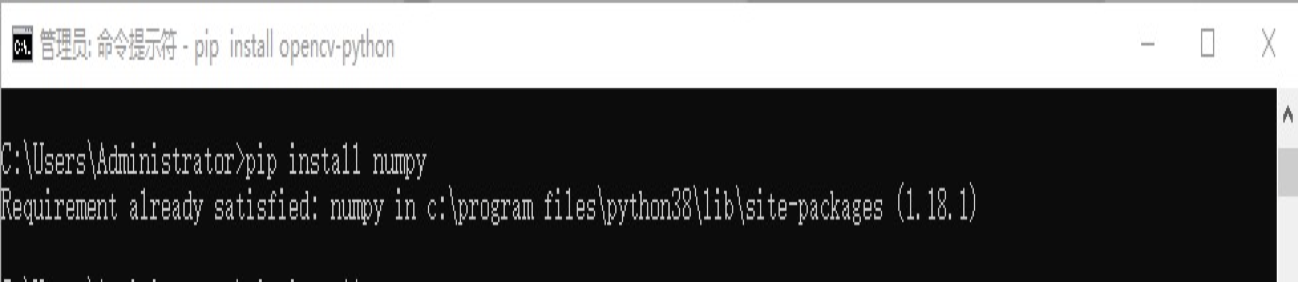 管理员: 命令提示符 - pip install opencv-python
C:\Users\Administrator>pip install numpy
Requirement already satisfied: numpy in c:\program files\python38\lib\site-packages (1.18.1)